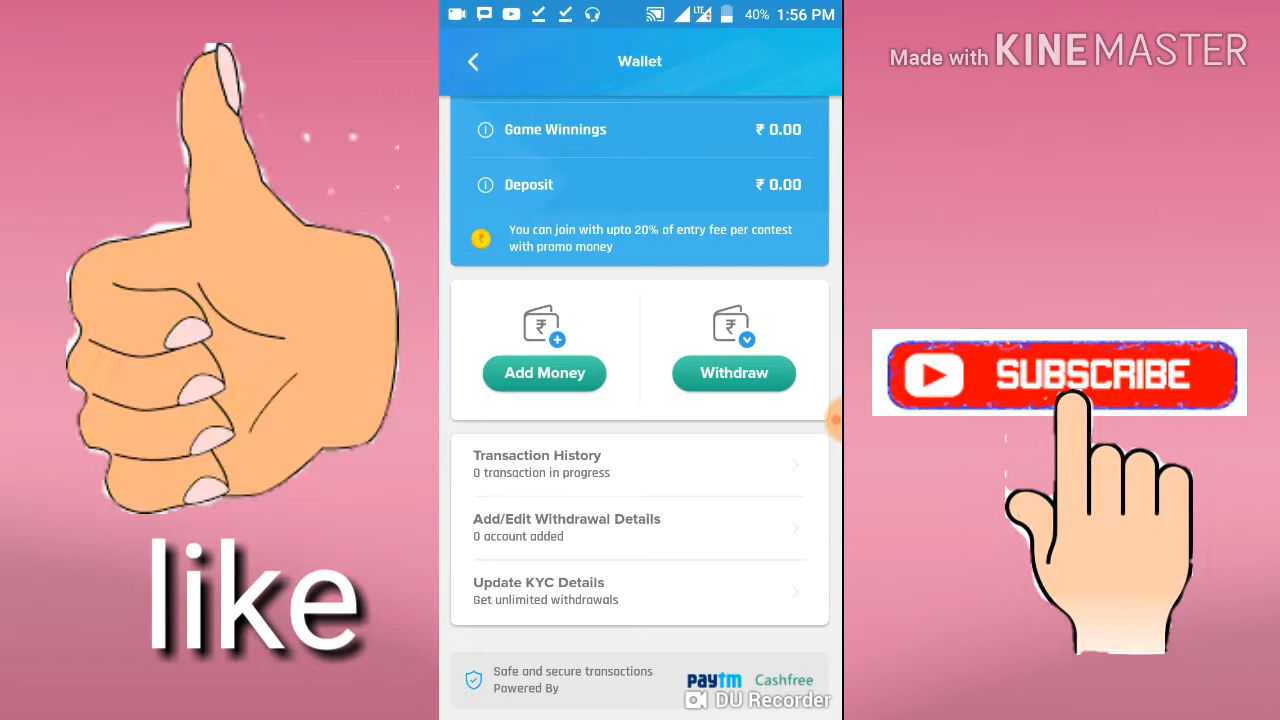 40% 1:56 PM
Made with KINEMASTER
Wallet
Game Winnings ₹ 0.00
Deposit ₹ 0.00
You can join with upto 20% of entry fee per contest
with promo money
Add Money
Withdraw
SUBSCRIBE
Transaction History
0 transaction in progress
Add/Edit Withdrawal Details
0 account added
Update KYC Details
Get unlimited withdrawals
like
Safe and secure transactions
Powered By
paytm Cashfree
DU Recorder